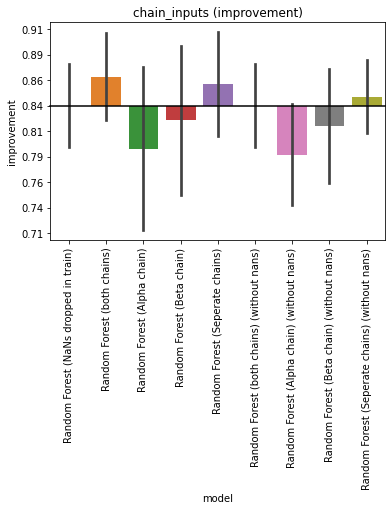 chain_inputs (improvement)
improvement
0.91
0.89
0.86
0.84
0.81
0.79
0.76
0.74
0.71
Random Forest (NaNs dropped in train)
Random Forest (both chains)
Random Forest (Alpha chain)
Random Forest (Beta chain)
Random Forest (Seperate chains)
Random Forest (both chains) (without nans)
Random Forest (Alpha chain) (without nans)
Random Forest (Beta chain) (without nans)
Random Forest (Seperate chains) (without nans)
model